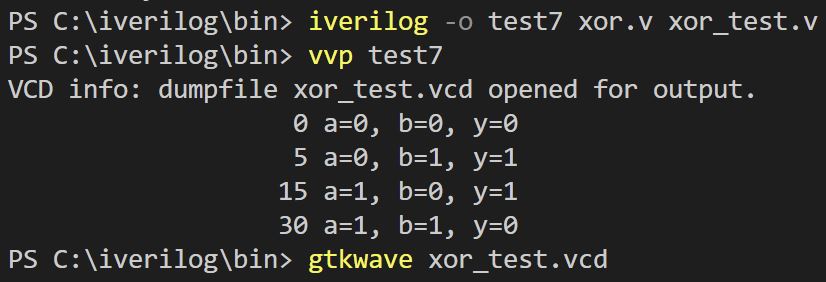 PS C:\iverilog\bin> iverilog -o test7 xor.v xor_test.v
PS C:\iverilog\bin> vvp test7
VCD info: dumpfile xor_test.vcd opened for output.
                   0 a=0, b=0, y=0
                   5 a=0, b=1, y=1
                  15 a=1, b=0, y=1
                  30 a=1, b=1, y=0
PS C:\iverilog\bin> gtkwave xor_test.vcd